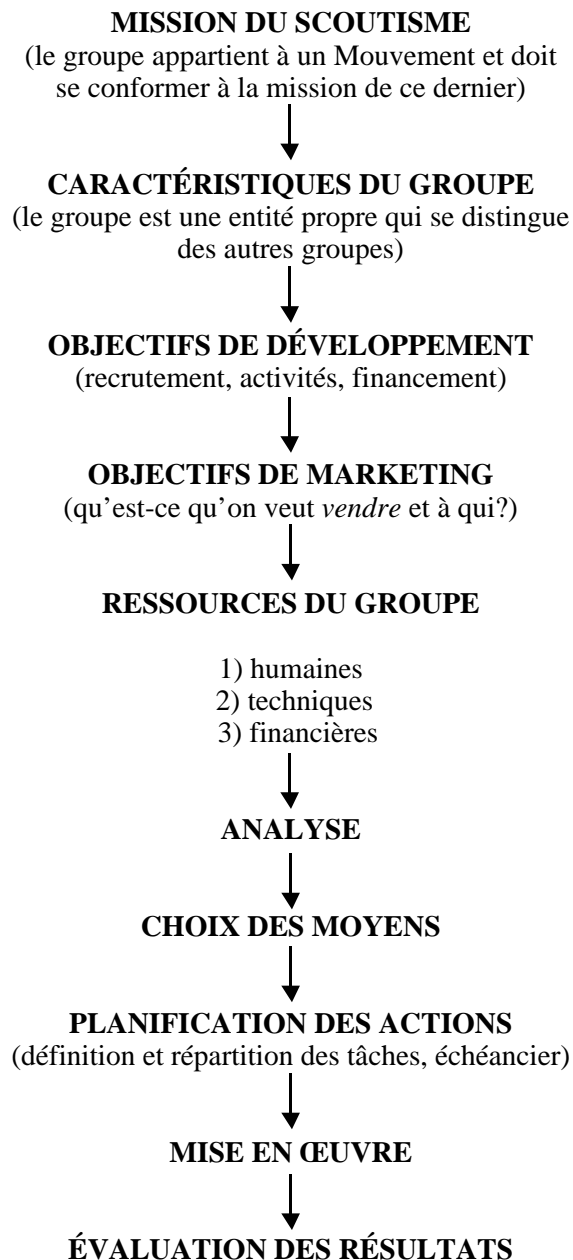 MISSION DU SCOUTISME
(le groupe appartient à un Mouvement et doit
se conformer à la mission de ce dernier)
CARACTÉRISTIQUES DU GROUPE
(le groupe est une entité propre qui se distingue
des autres groupes)
OBJECTIFS DE DÉVELOPPEMENT
(recrutement, activités, financement)
OBJECTIFS DE MARKETING
(qu’est-ce qu’on veut vendre et à qui?)
RESSOURCES DU GROUPE
1) humaines
2) techniques
3) financières
ANALYSE
CHOIX DES MOYENS
PLANIFICATION DES ACTIONS
(définition et répartition des tâches, échéancier)
MISE EN ŒUVRE
ÉVALUATION DES RÉSULTATS